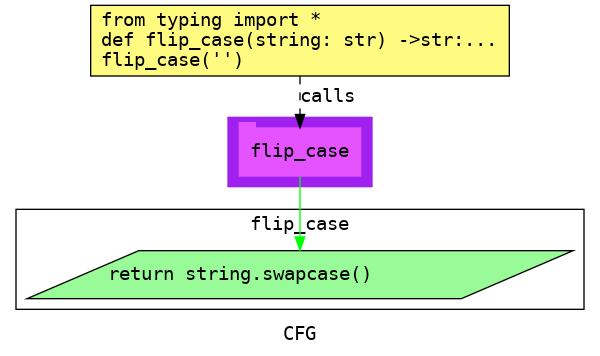 from typing import *
def flip_case(string: str) ->str:...
flip_case('')
calls
flip_case
flip_case
return string.swapcase()
CFG